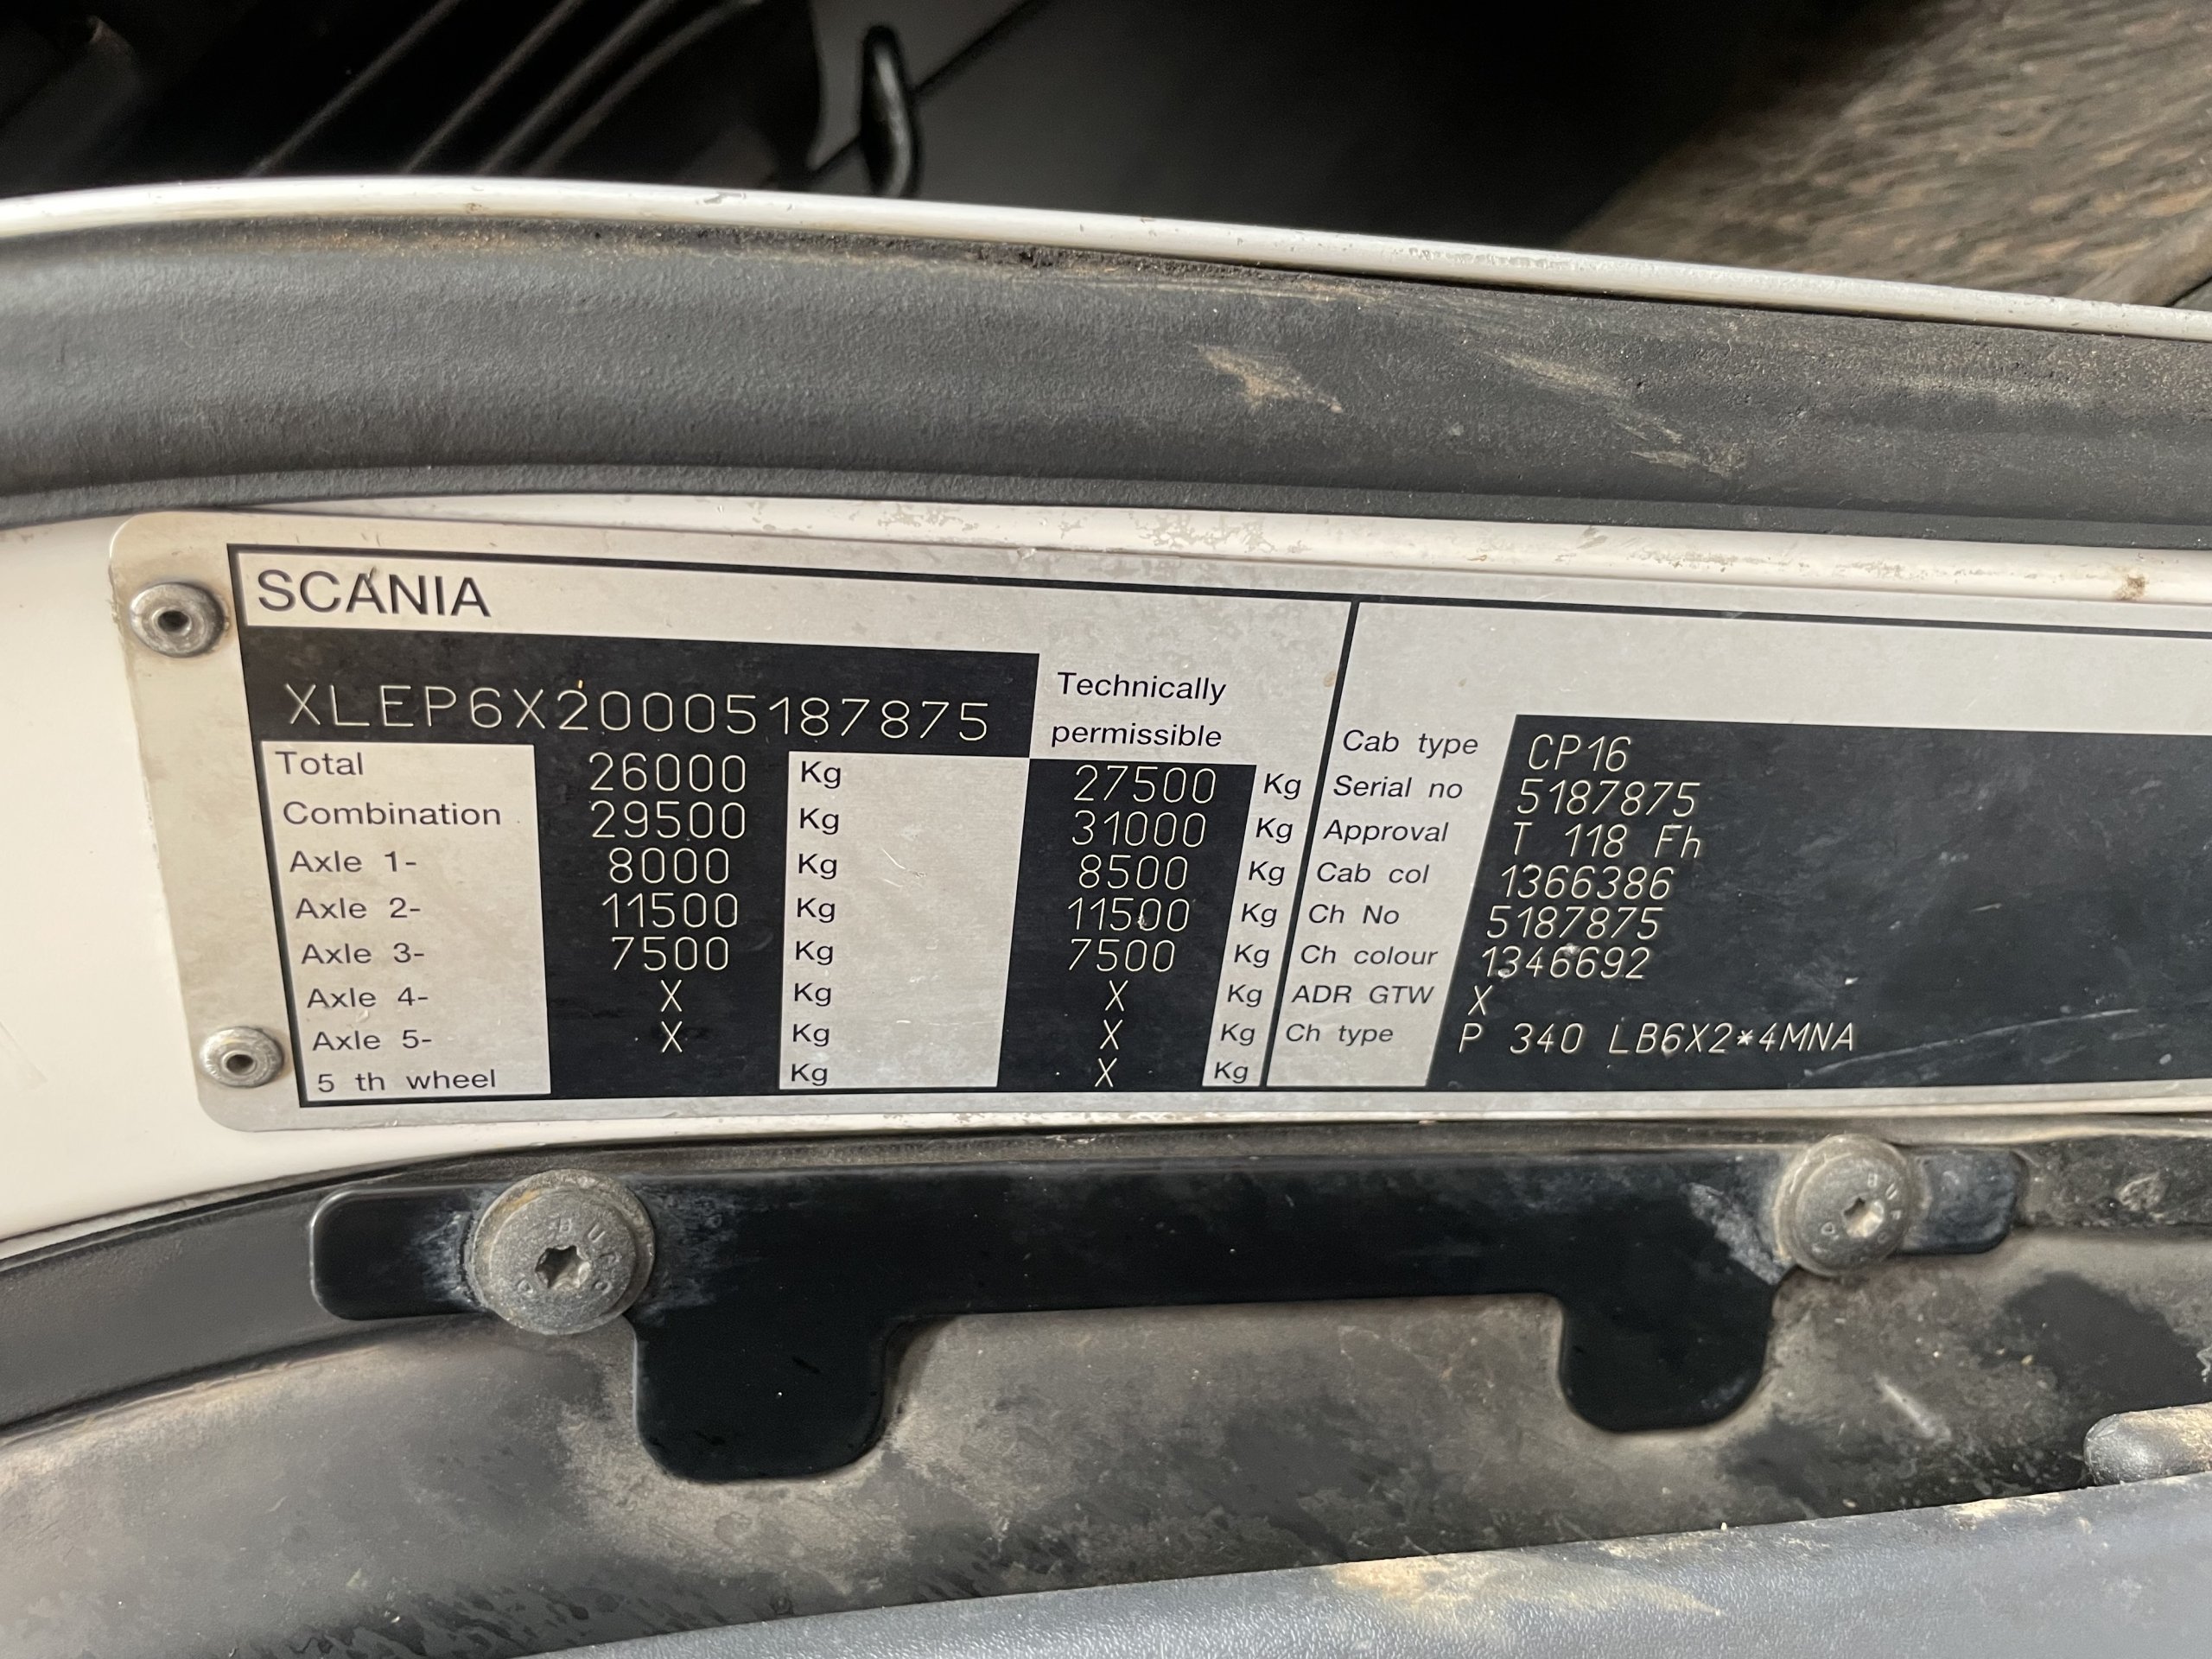 SCANIA
XLEP6X20005187875
Technically
permissible
Total 26000 Kg 27500 Kg
Combination 29500 Kg 31000 Kg
Axle 1- 8000 Kg 8500 Kg
Axle 2- 11500 Kg 11500 Kg
Axle 3- 7500 Kg 7500 Kg
Axle 4- X Kg X Kg
Axle 5- X Kg X Kg
5 th wheel Kg X Kg
Cab type CP16
Serial no 5187875
Approval T 118 Fh
Cab col 1366386
Ch No 5187875
Ch colour 1346692
ADR GTW X
Ch type P 340 LB6X2*4MNA